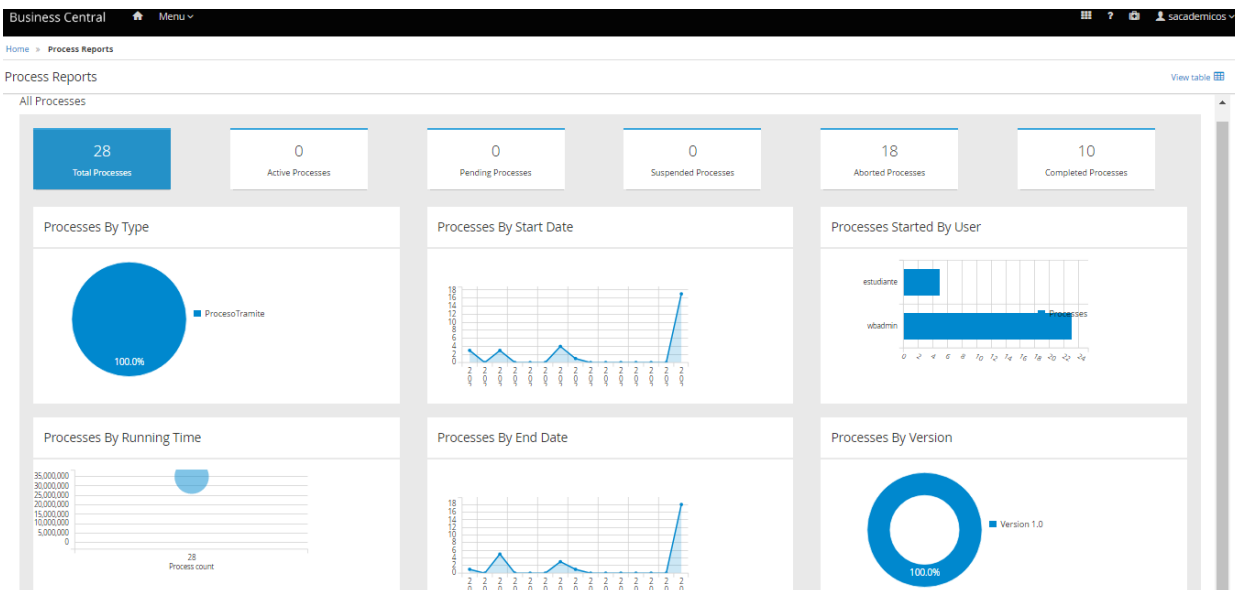 Business Central Menu ? sacademicos
Home » Process Reports
Process Reports View table
All Processes
28 0 0 0 18 10
Total Processes Active Processes Pending Processes Suspended Processes Aborted Processes Completed Processes
Processes By Type
ProcesoTramite
100.0%
Processes By Start Date
18
16
14
12
10
8
6
4
2
0
Processes Started By User
estudiante
wbadmin
Processes
0 2 4 6 8 10 12 14 16 18 20 22 24
Processes By Running Time
35,000,000
30,000,000
25,000,000
20,000,000
15,000,000
10,000,000
5,000,000
0
28
Process count
Processes By End Date
18
16
14
12
10
8
6
4
2
0
Processes By Version
Version 1.0
100.0%